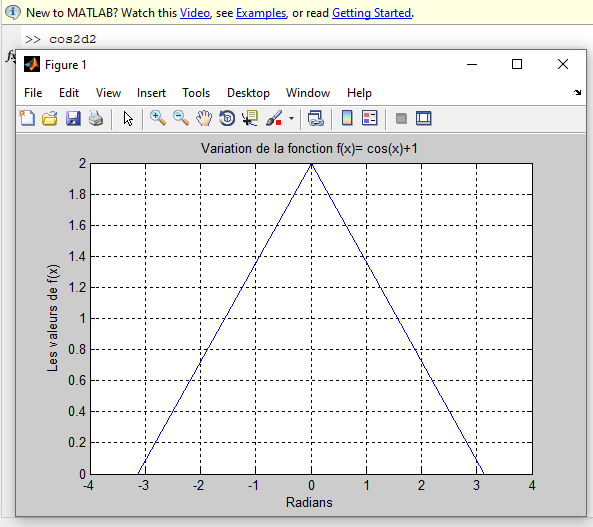 New to MATLAB? Watch this Video, see Examples, or read Getting Started.
>> cos2d2
fx
Figure 1
File Edit View Insert Tools Desktop Window Help
Variation de la fonction f(x)= cos(x)+1
2
1.8
1.6
1.4
1.2
1
0.8
0.6
0.4
0.2
0
Les valeurs de f(x)
-4 -3 -2 -1 0 1 2 3 4
Radians